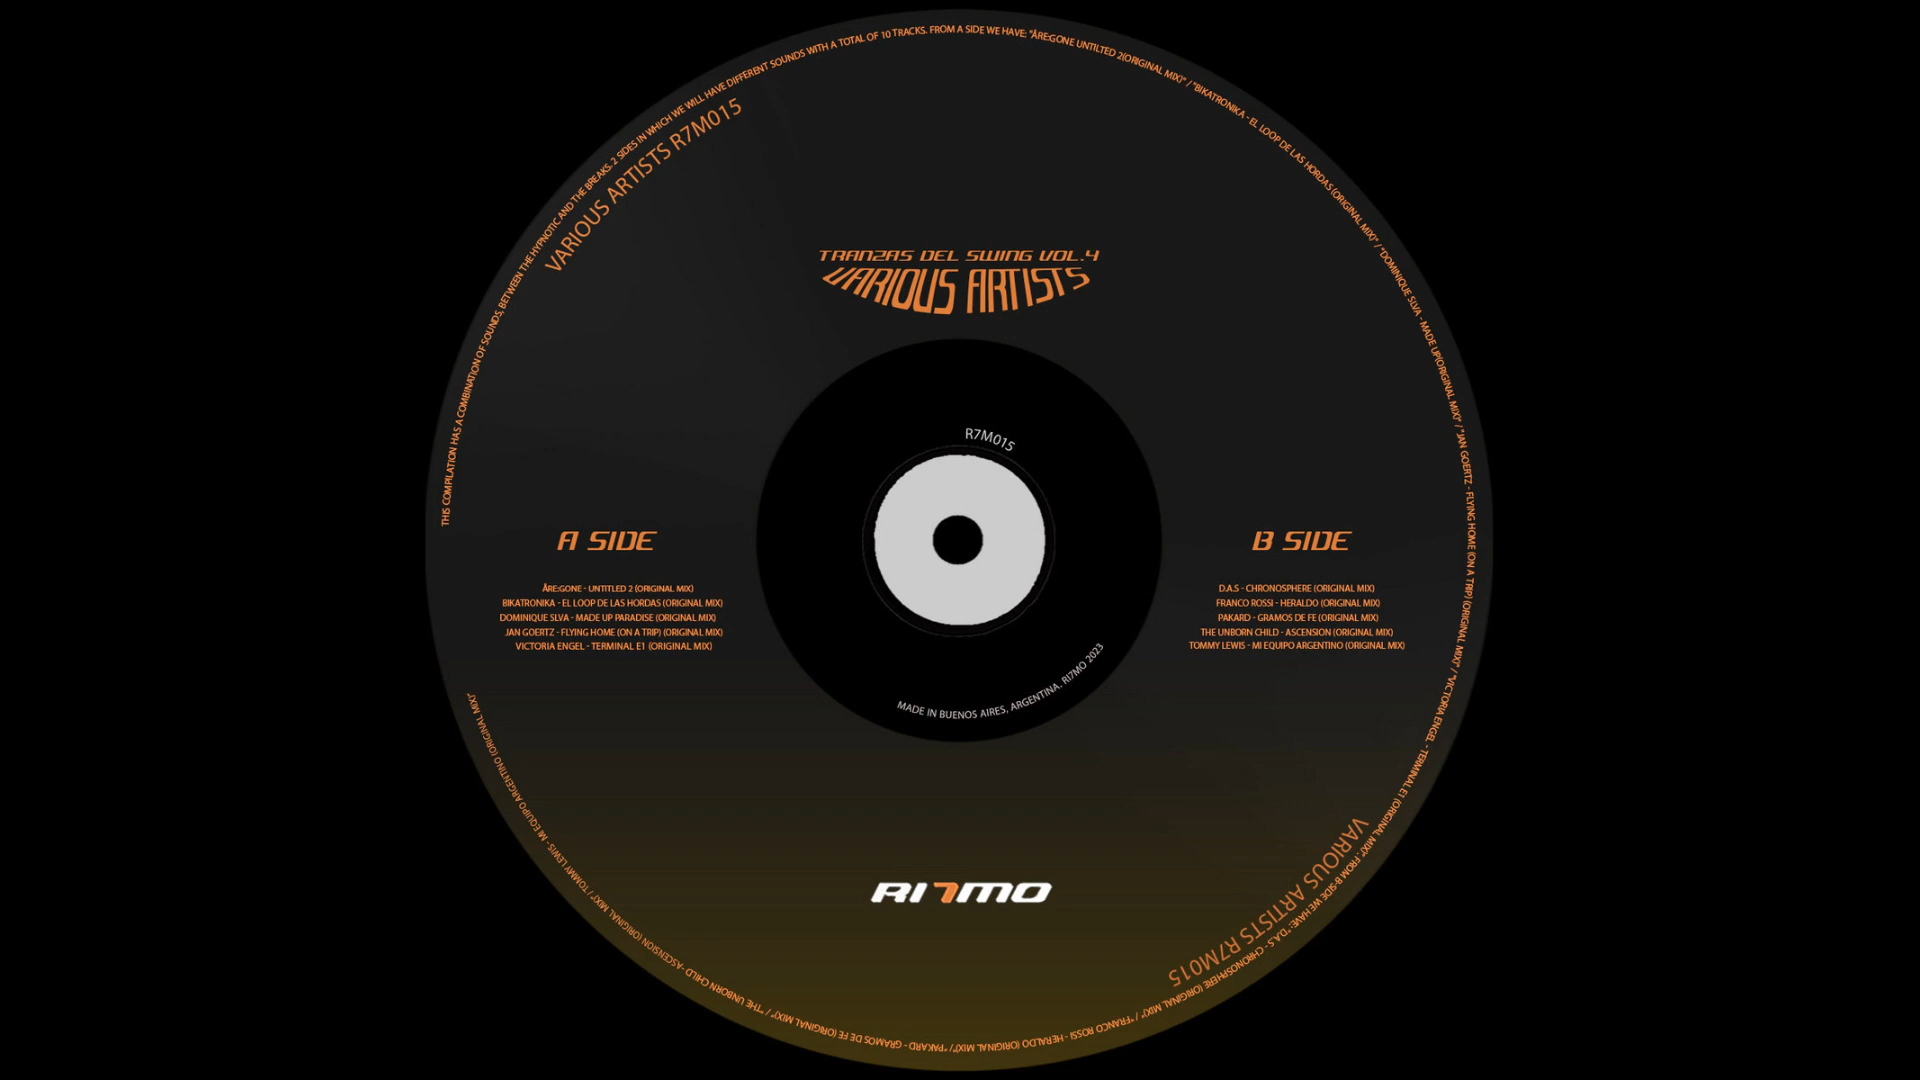 THIS COMPILATION HAS A COMBINATION OF SOUNDS, BETWEEN THE HYPNOTIC AND THE BREAKS. 2 SIDES IN WHICH WE WILL HAVE DIFFERENT SOUNDS WITH A TOTAL OF 10 TRACKS. FROM A SIDE WE HAVE: "ÅRE:GONE UNTILTED 2(ORIGINAL MIX)" / "BIKATRONIKA - EL LOOP DE LAS HORDAS (ORIGINAL MIX)" / "DOMINIQUE SLVA - MADE UP(ORIGINAL MIX)" / "JAN GOERTZ - FLYING HOME (ON A TRIP) (ORIGINAL MIX)" / "VICTORIA ENGEL - TERMINAL E1 (ORIGINAL MIX)". FROM B-SIDE WE HAVE: "D.A.S - CHRONOSPHERE (ORIGINAL MIX)" / "FRANCO ROSSI - HERALDO (ORIGINAL MIX)"/ "PAKARD - GRAMOS DE FE (ORIGINAL MIX)" / "THE UNBORN CHILD - ASCENSION (ORIGINAL MIX)" / TOMMY LEWIS - MI EQUIPO ARGENTINO (ORIGINAL MIX)"
VARIOUS ARTISTS R7M015
TRANZAS DEL SWING VOL.4
VARIOUS ARTISTS
R7M015
A SIDE
ÅRE:GONE - UNTITLED 2 (ORIGINAL MIX)
BIKATRONIKA - EL LOOP DE LAS HORDAS (ORIGINAL MIX)
DOMINIQUE SLVA - MADE UP PARADISE (ORIGINAL MIX)
JAN GOERTZ - FLYING HOME (ON A TRIP) (ORIGINAL MIX)
VICTORIA ENGEL - TERMINAL E1 (ORIGINAL MIX)
B SIDE
D.A.S - CHRONOSPHERE (ORIGINAL MIX)
FRANCO ROSSI - HERALDO (ORIGINAL MIX)
PAKARD - GRAMOS DE FE (ORIGINAL MIX)
THE UNBORN CHILD - ASCENSION (ORIGINAL MIX)
TOMMY LEWIS - MI EQUIPO ARGENTINO (ORIGINAL MIX)
MADE IN BUENOS AIRES, ARGENTINA. RI7MO 2023
RI7MO
VARIOUS ARTISTS R7M015